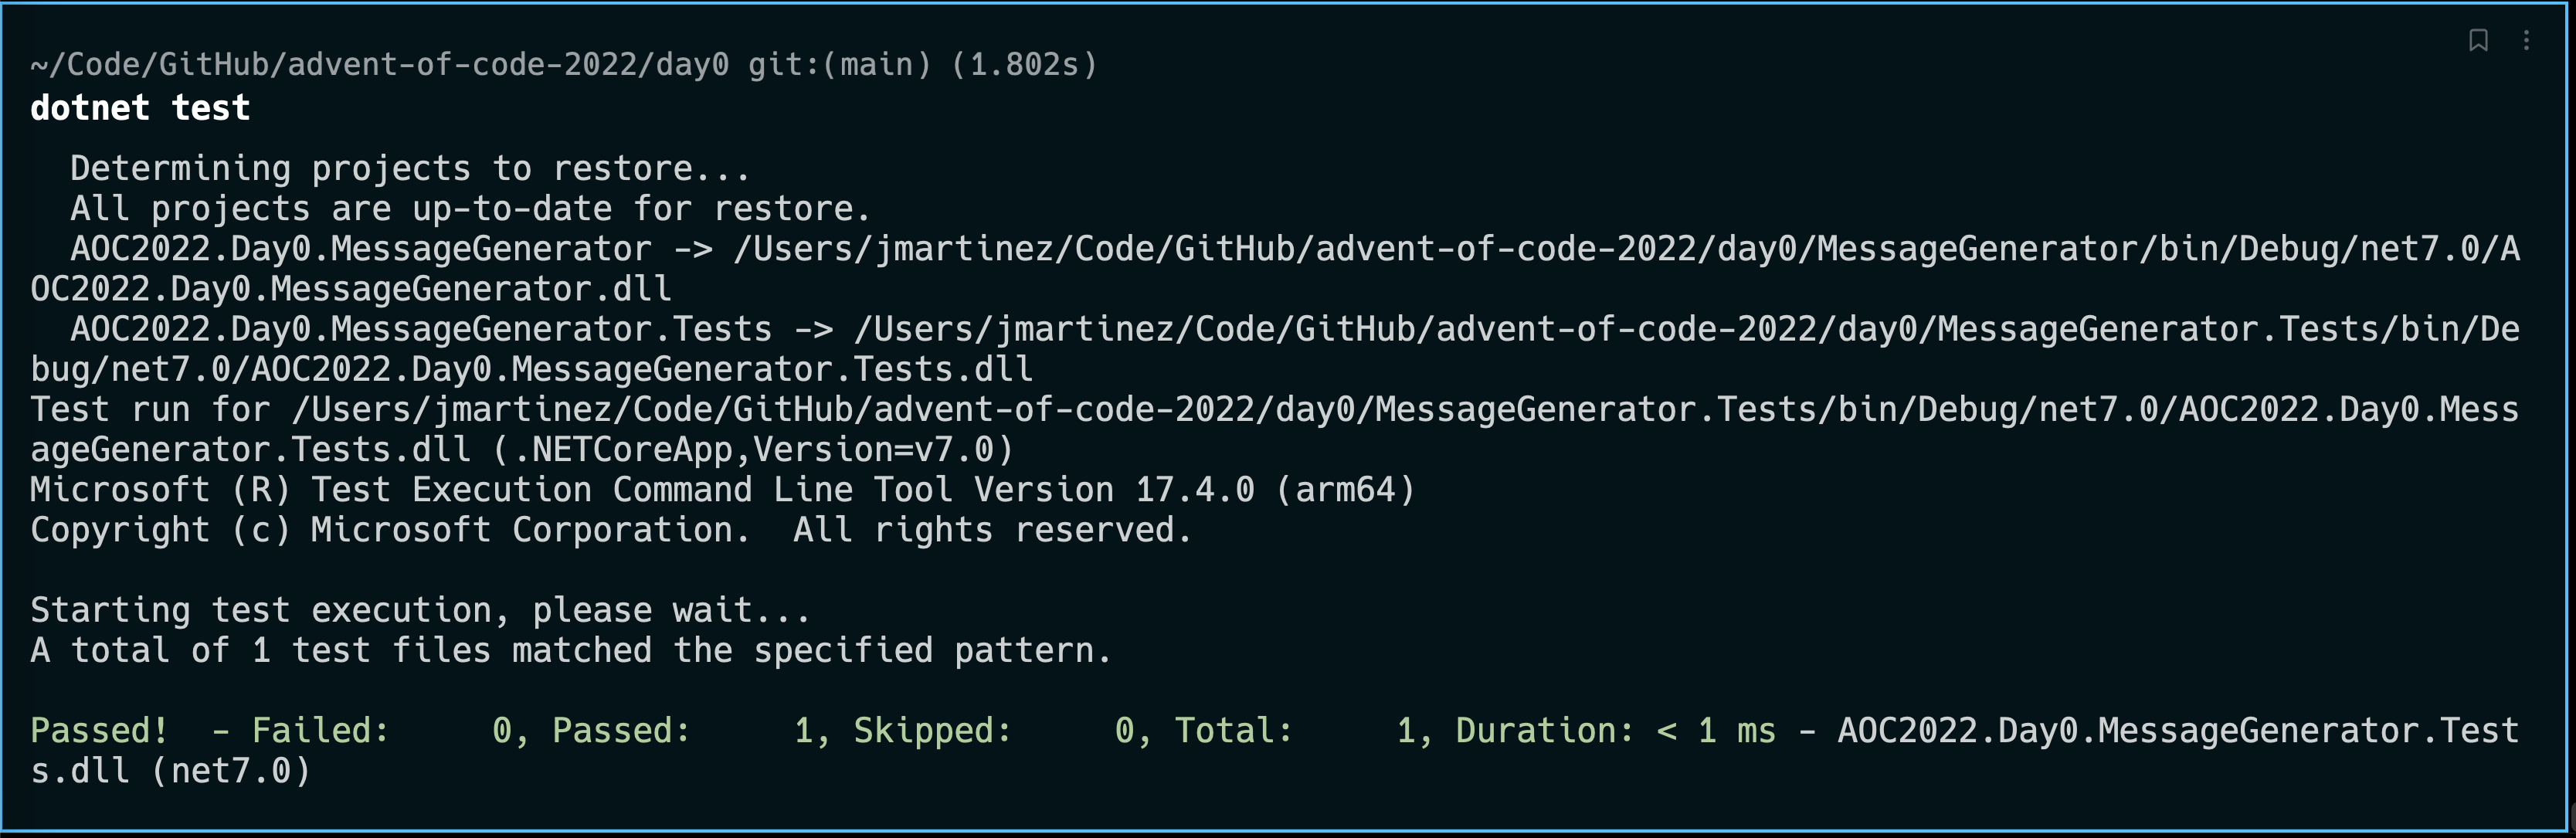 ~/Code/GitHub/advent-of-code-2022/day0 git:(main) (1.802s)
dotnet test
  Determining projects to restore...
  All projects are up-to-date for restore.
  AOC2022.Day0.MessageGenerator -> /Users/jmartinez/Code/GitHub/advent-of-code-2022/day0/MessageGenerator/bin/Debug/net7.0/A
OC2022.Day0.MessageGenerator.dll
  AOC2022.Day0.MessageGenerator.Tests -> /Users/jmartinez/Code/GitHub/advent-of-code-2022/day0/MessageGenerator.Tests/bin/De
bug/net7.0/AOC2022.Day0.MessageGenerator.Tests.dll
Test run for /Users/jmartinez/Code/GitHub/advent-of-code-2022/day0/MessageGenerator.Tests/bin/Debug/net7.0/AOC2022.Day0.Mess
ageGenerator.Tests.dll (.NETCoreApp,Version=v7.0)
Microsoft (R) Test Execution Command Line Tool Version 17.4.0 (arm64)
Copyright (c) Microsoft Corporation.  All rights reserved.

Starting test execution, please wait...
A total of 1 test files matched the specified pattern.

Passed!  - Failed:     0, Passed:     1, Skipped:     0, Total:     1, Duration: < 1 ms - AOC2022.Day0.MessageGenerator.Test
s.dll (net7.0)